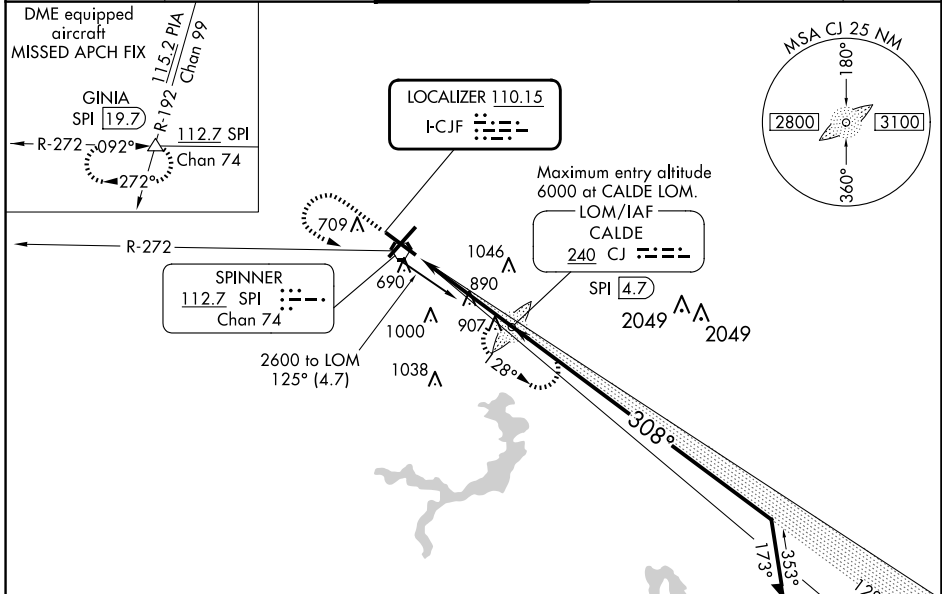 DME equipped
aircraft
MISSED APCH FIX
115.2 PIA
Chan 99
R-192
GINIA
SPI 19.7
R-272
092°
112.7 SPI
Chan 74
272°
LOCALIZER 110.15
I-CJF
MSA CJ 25 NM
180°
2800
3100
360°
Maximum entry altitude
6000 at CALDE LOM.
LOM/IAF
CALDE
240 CJ
SPI 4.7
709
R-272
SPINNER
112.7 SPI
Chan 74
690
1046
890
907
1000
1038
2049
2049
2600 to LOM
125° (4.7)
28°
308°
173°
353°